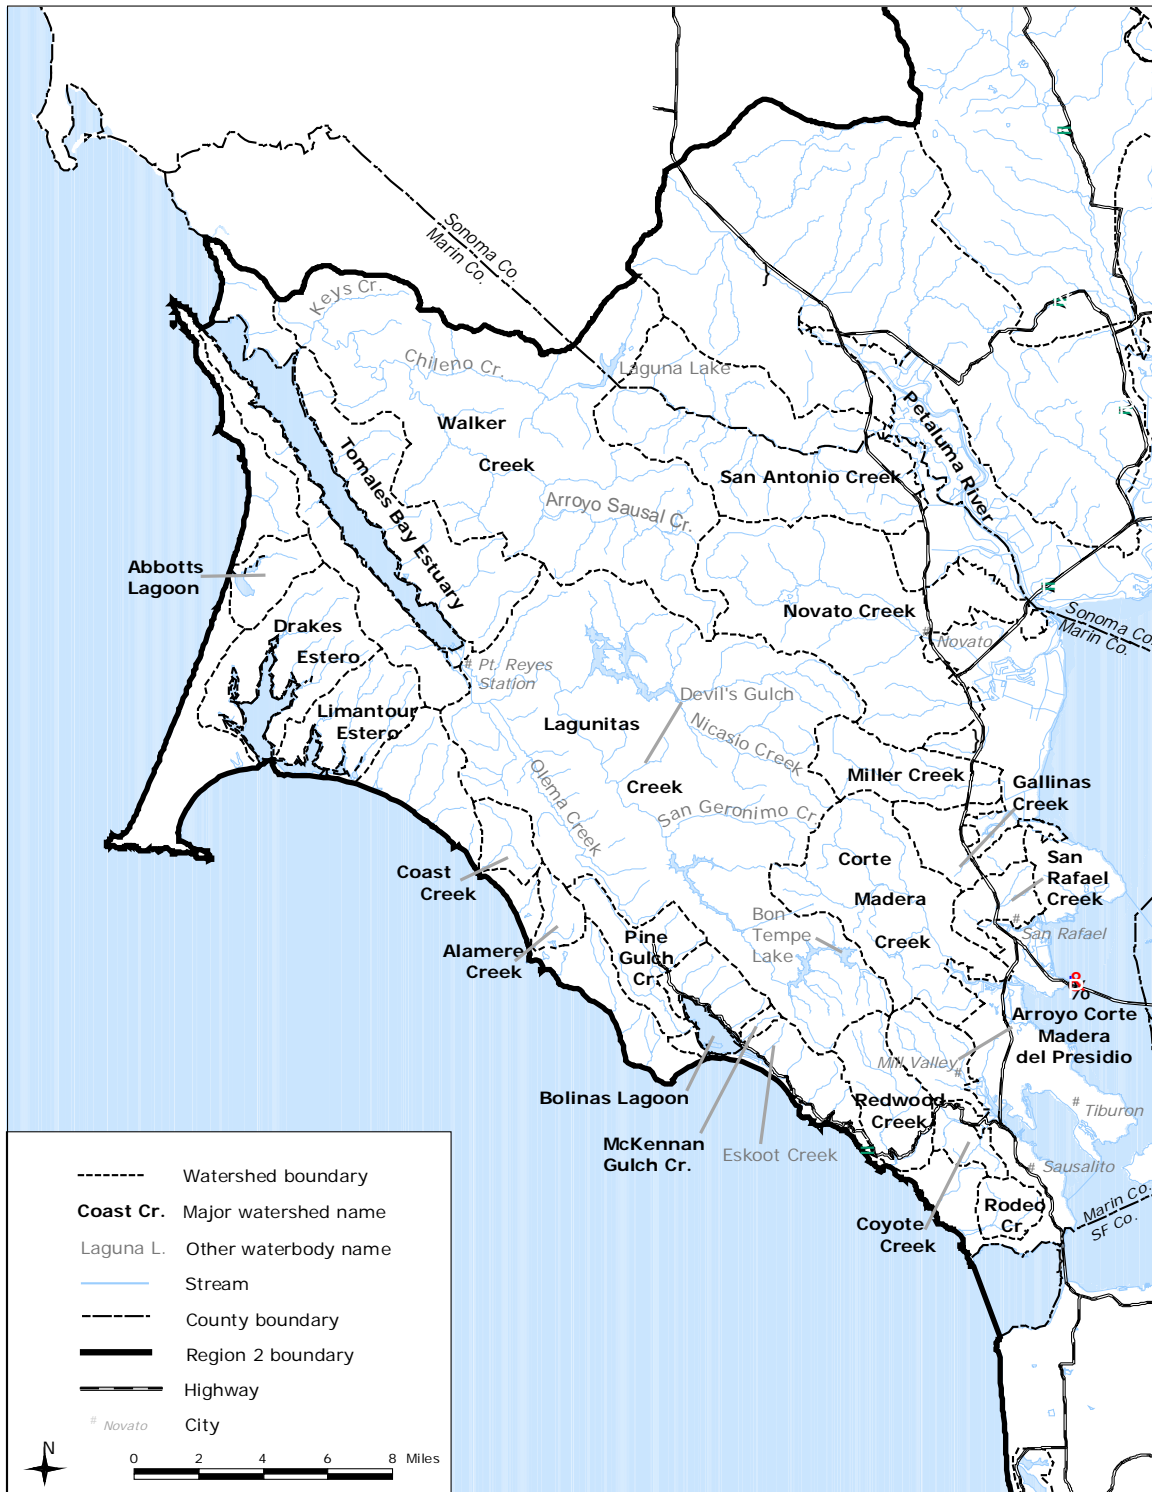 Sonoma Co.
Marin Co.
Keys Cr.
Chileno Cr.
Laguna Lake
Walker
Creek
Petaluma River
Tomales Bay Estuary
San Antonio Creek
Arroyo Sausal Cr.
Abbotts
Lagoon
Novato Creek
Sonoma Co.
Marin Co.
# Novato
Drakes
Estero
# Pt. Reyes
Station
Devil's Gulch
Limantour
Estero
Lagunitas
Creek
Nicasio Creek
Olema Creek
Miller Creek
Gallinas
Creek
San Geronimo Cr.
Corte
Madera
Creek
San
Rafael
Creek
Coast
Creek
Bon
Tempe
Lake
# San Rafael
Pine
Gulch
Cr.
Alamere
Creek
%
Arroyo Corte
Madera
del Presidio
Mill Valley
#
Bolinas Lagoon
Redwood
Creek
# Tiburon
McKennan
Gulch Cr.
Eskoot Creek
# Sausalito
Marin Co.
SF Co.
Rodeo
Cr.
Coyote
Creek
Watershed boundary
Coast Cr. Major watershed name
Laguna L. Other waterbody name
Stream
County boundary
Region 2 boundary
Highway
# Novato City
N
0 2 4 6 8 Miles